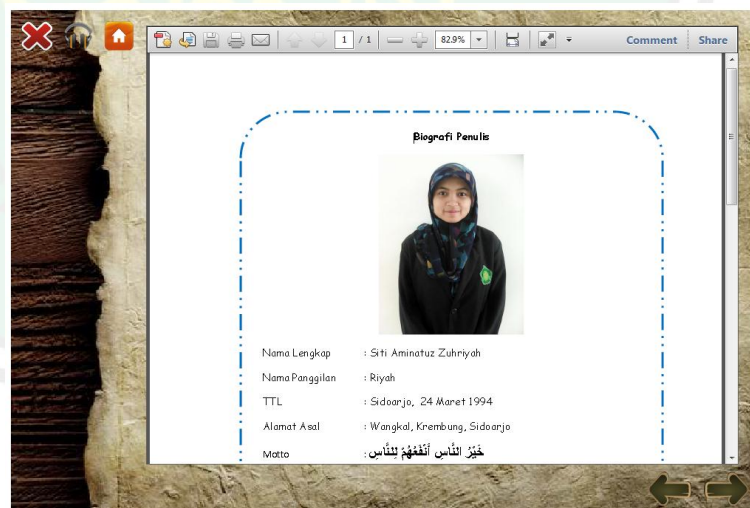 1 / 1
82.9%
Comment
Share
Biografi Penulis
Nama Lengkap : Siti Aminatuz Zuhriyah
Nama Panggilan : Riyah
TTL : Sidoarjo, 24 Maret 1994
Alamat Asal : Wangkal, Krembung, Sidoarjo
Motto : خَيْرُ النَّاسِ أَنْفَعُهُمْ لِلنَّاسِ